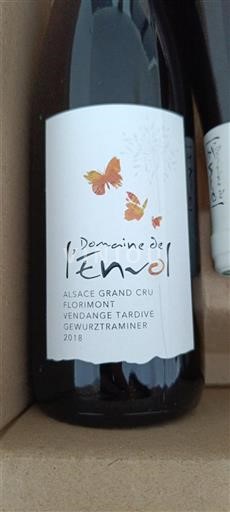 Domaine de
l'Envol
ALSACE GRAND CRU
FLORIMONT
VENDANGE TARDIVE
GEWURZTRAMINER
2018